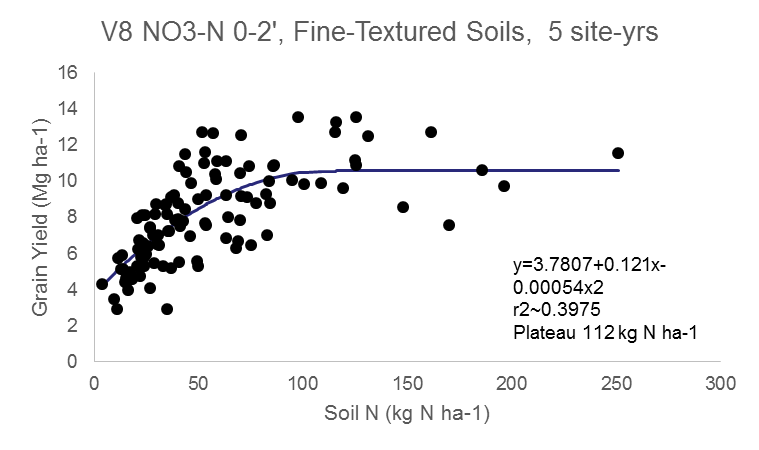 V8 NO3-N 0-2', Fine-Textured Soils, 5 site-yrs
16
14
12
10
8
6
4
2
0
Grain Yield (Mg ha-1)
y=3.7807+0.121x-
0.00054x2
r2~0.3975
Plateau 112 kg N ha-1
0 50 100 150 200 250 300
Soil N (kg N ha-1)